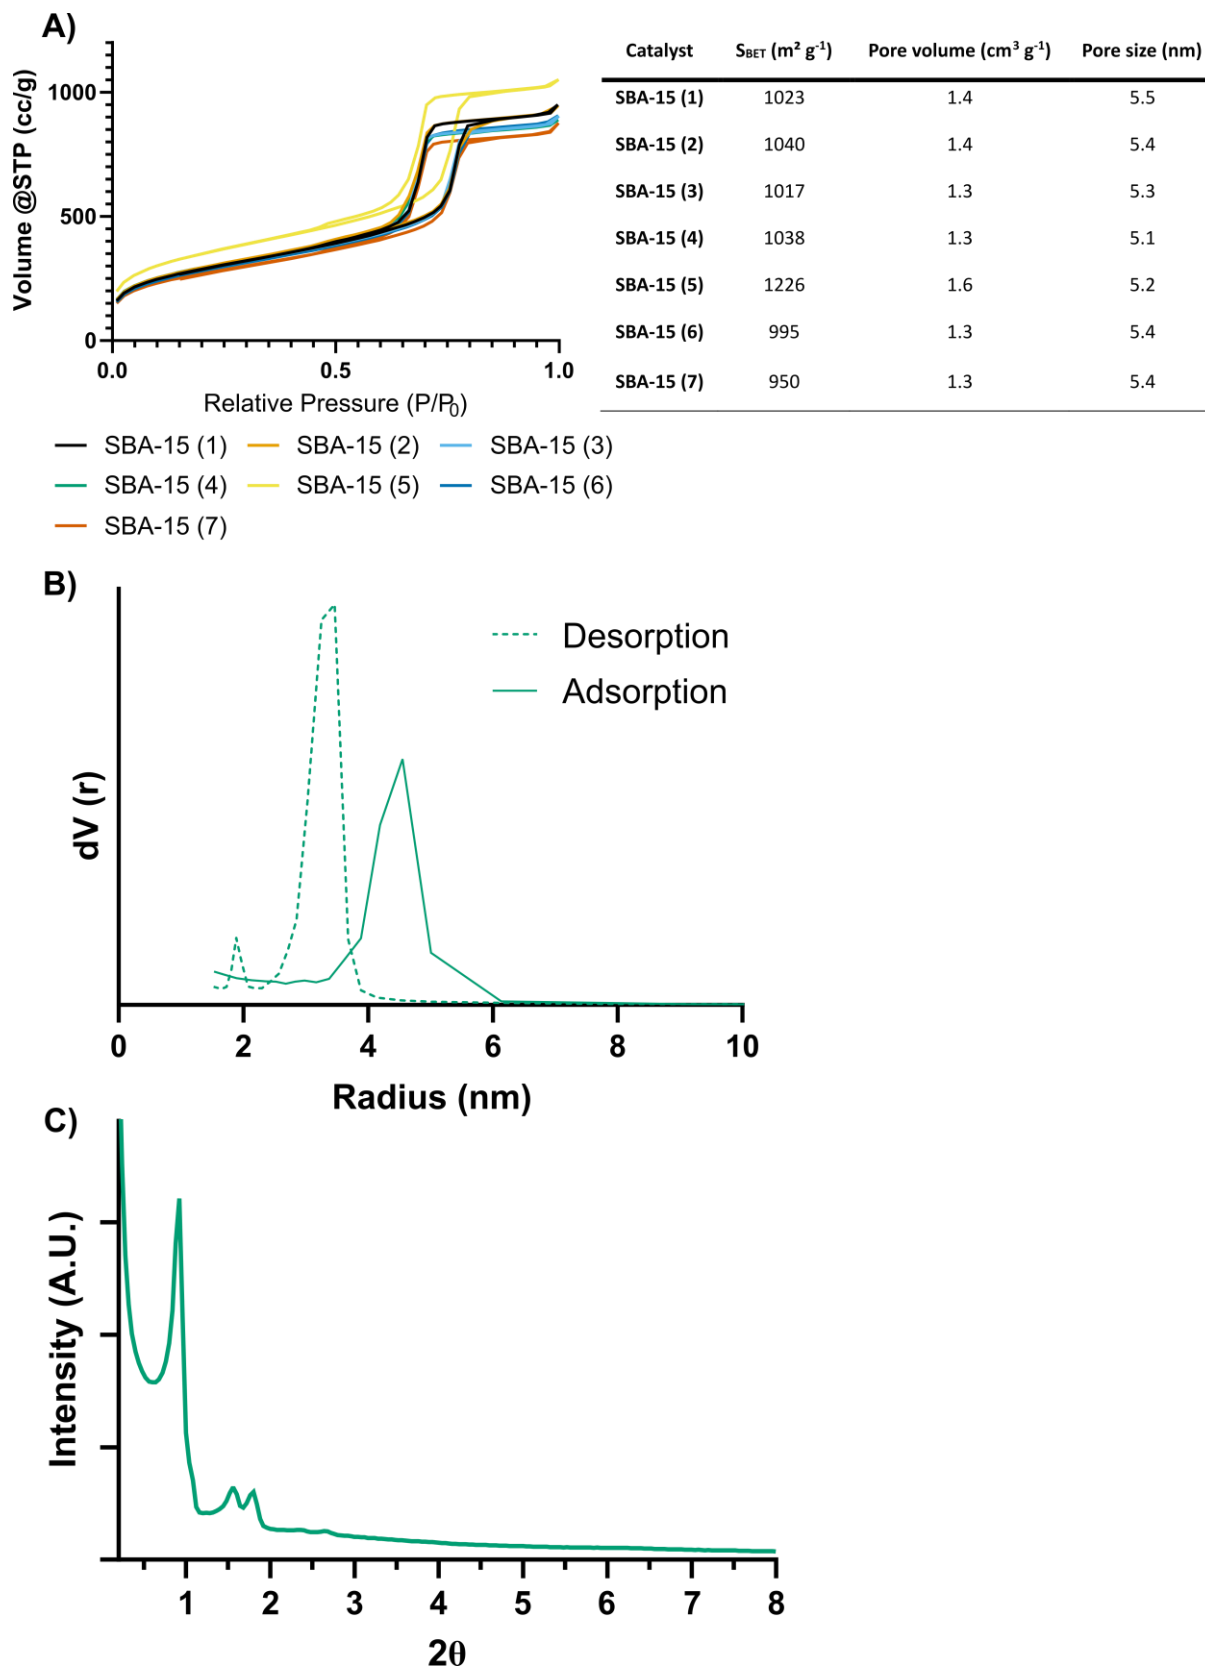 A)
Volume @STP (cc/g)
1000
500
0
0.0 0.5 1.0
Relative Pressure (P/P₀)
Catalyst S_BET (m² g⁻¹) Pore volume (cm³ g⁻¹) Pore size (nm)
SBA-15 (1) 1023 1.4 5.5
SBA-15 (2) 1040 1.4 5.4
SBA-15 (3) 1017 1.3 5.3
SBA-15 (4) 1038 1.3 5.1
SBA-15 (5) 1226 1.6 5.2
SBA-15 (6) 995 1.3 5.4
SBA-15 (7) 950 1.3 5.4
SBA-15 (1) SBA-15 (2) SBA-15 (3)
SBA-15 (4) SBA-15 (5) SBA-15 (6)
SBA-15 (7)
B)
Desorption
Adsorption
dV (r)
0 2 4 6 8 10
Radius (nm)
C)
Intensity (A.U.)
1 2 3 4 5 6 7 8
2θ